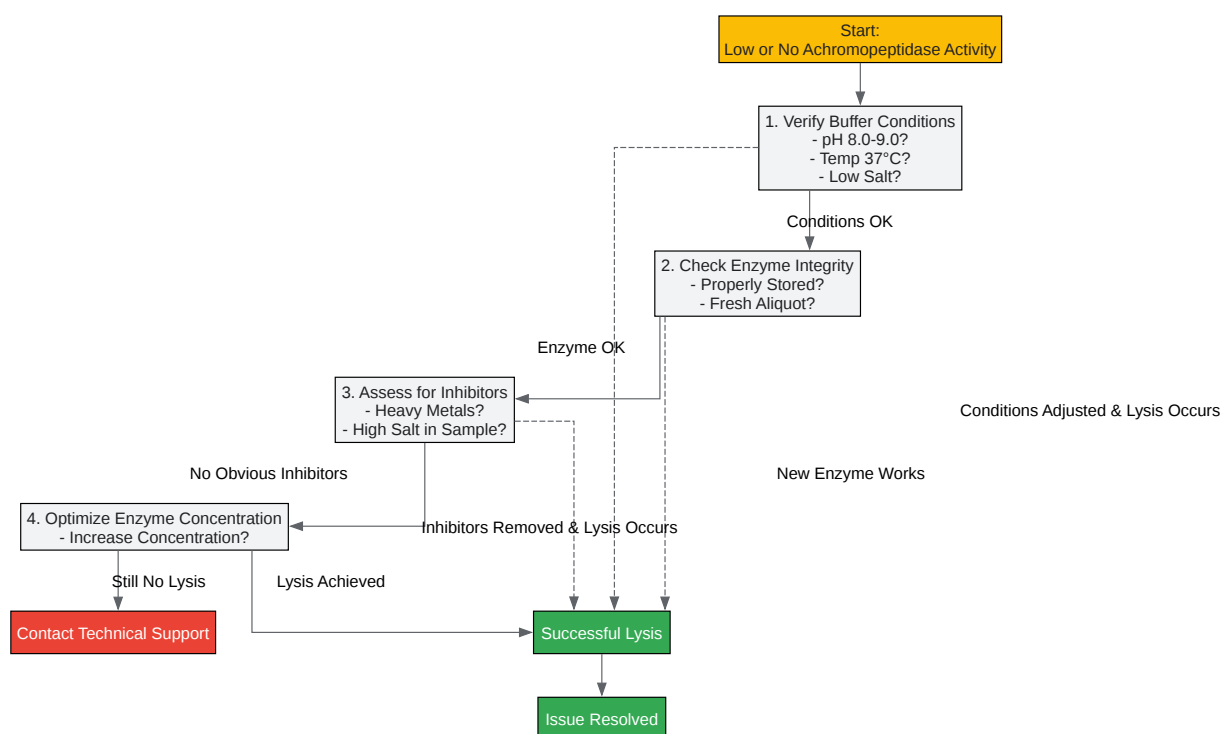 Start:
Low or No Achromopeptidase Activity
1. Verify Buffer Conditions
- pH 8.0-9.0?
- Temp 37°C?
- Low Salt?
Conditions OK
2. Check Enzyme Integrity
- Properly Stored?
- Fresh Aliquot?
Enzyme OK
3. Assess for Inhibitors
- Heavy Metals?
- High Salt in Sample?
Conditions Adjusted & Lysis Occurs
No Obvious Inhibitors
New Enzyme Works
4. Optimize Enzyme Concentration
- Increase Concentration?
Inhibitors Removed & Lysis Occurs
Still No Lysis
Lysis Achieved
Contact Technical Support
Successful Lysis
Issue Resolved